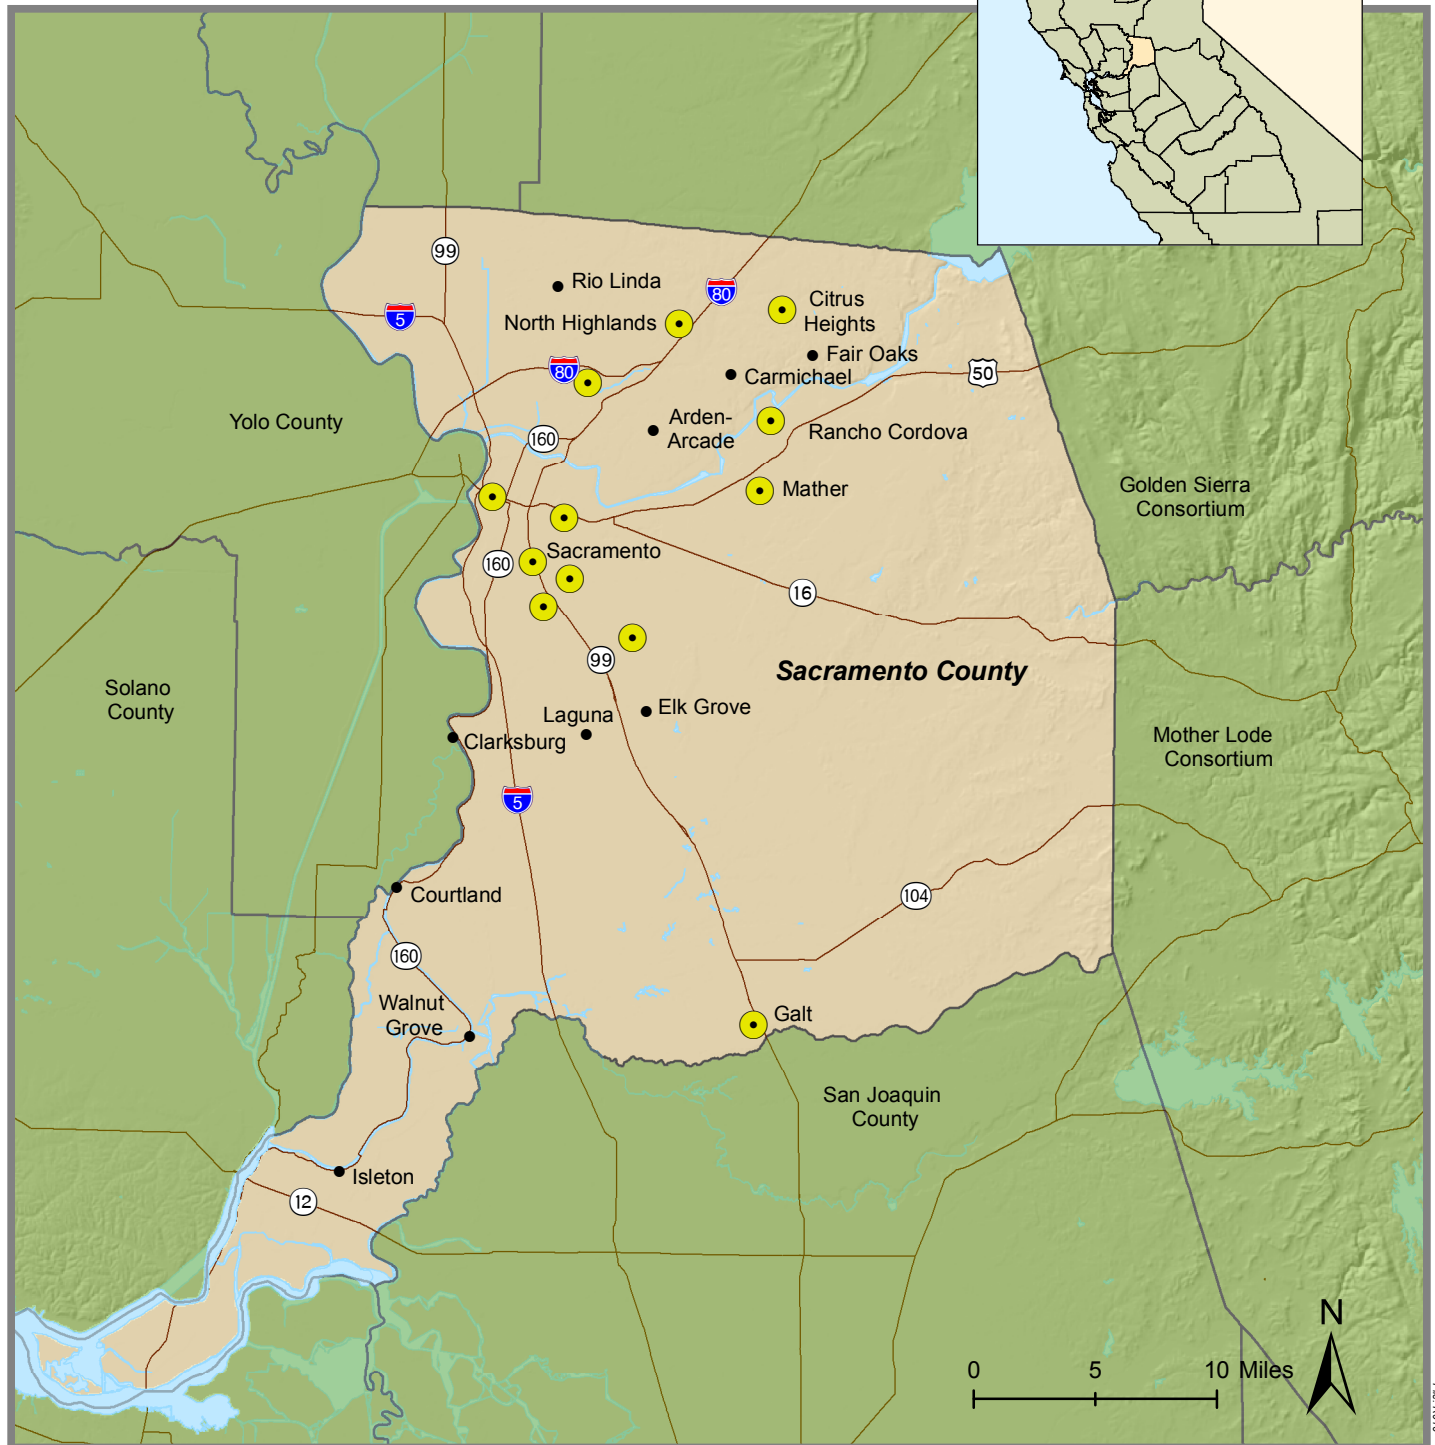 99
Rio Linda
80
5
North Highlands
Citrus
Heights
Fair Oaks
80
Carmichael
50
Yolo County
Arden-
Arcade
160
Rancho Cordova
Mather
Golden Sierra
Consortium
Sacramento
160
16
99
Sacramento County
Solano
County
Laguna
Elk Grove
Clarksburg
Mother Lode
Consortium
5
Courtland
104
160
Walnut
Grove
Galt
San Joaquin
County
Isleton
12
N
0 5 10 Miles